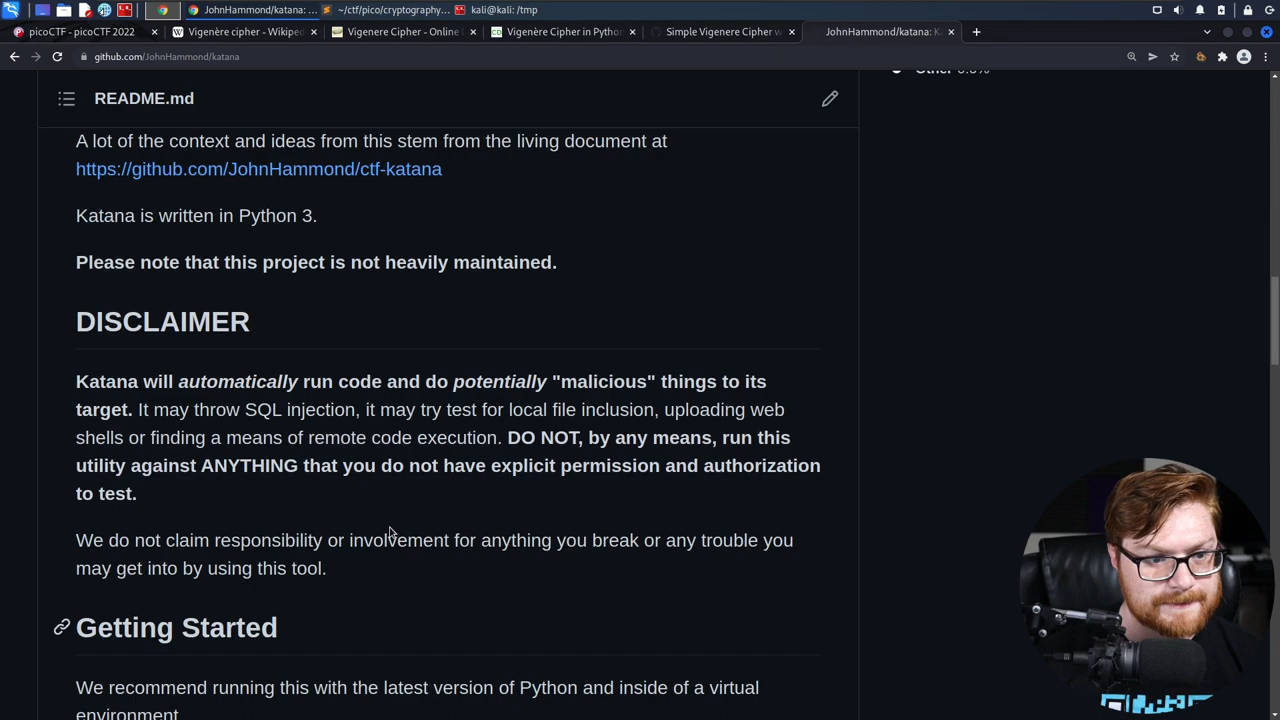 JohnHammond/katana: ...
~/ctf/pico/cryptography...
kali@kali: /tmp
picoCTF - picoCTF 2022
Vigenère cipher - Wikiped
Vigenere Cipher - Online
Vigenère Cipher in Python
Simple Vigenere Cipher w
JohnHammond/katana: K
github.com/JohnHammond/katana
README.md
A lot of the context and ideas from this stem from the living document at
https://github.com/JohnHammond/ctf-katana
Katana is written in Python 3.
Please note that this project is not heavily maintained.
DISCLAIMER
Katana will automatically run code and do potentially "malicious" things to its
target. It may throw SQL injection, it may try test for local file inclusion, uploading web
shells or finding a means of remote code execution. DO NOT, by any means, run this
utility against ANYTHING that you do not have explicit permission and authorization
to test.
We do not claim responsibility or involvement for anything you break or any trouble you
may get into by using this tool.
Getting Started
We recommend running this with the latest version of Python and inside of a virtual
environment